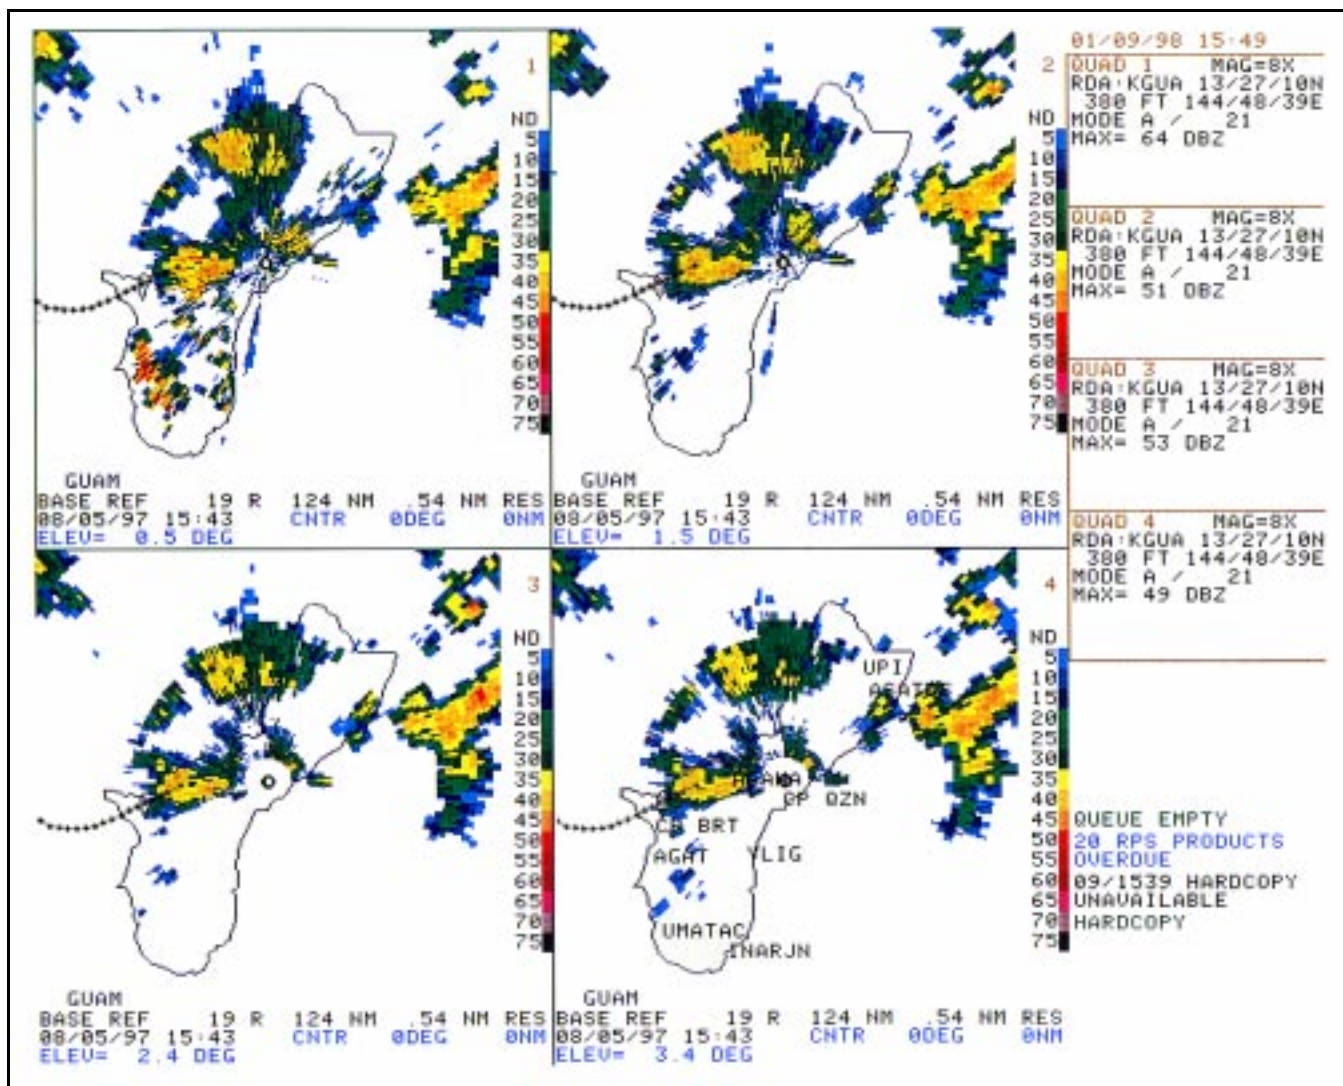 1
ND
5
10
15
20
25
30
35
40
45
50
55
60
65
70
75
GUAM
BASE REF 19 R 124 NM .54 NM RES
08/05/97 15:43 CNTR 0DEG 0NM
ELEV= 0.5 DEG
2
ND
5
10
15
20
25
30
35
40
45
50
55
60
65
70
75
GUAM
BASE REF 19 R 124 NM .54 NM RES
08/05/97 15:43 CNTR 0DEG 0NM
ELEV= 1.5 DEG
3
ND
5
10
15
20
25
30
35
40
45
50
55
60
65
70
75
GUAM
BASE REF 19 R 124 NM .54 NM RES
08/05/97 15:43 CNTR 0DEG 0NM
ELEV= 2.4 DEG
4
ND
5
10
15
20
25
30
35
40
45
50
55
60
65
70
75
UPI
OP OZN
BRT
AGAT YLIG
UMATAC
INARJN
GUAM
BASE REF 19 R 124 NM .54 NM RES
08/05/97 15:43 CNTR 0DEG 0NM
ELEV= 3.4 DEG
01/09/98 15:49
QUAD 1 MAG=8X
RDA:KGUA 13/27/10N
380 FT 144/48/39E
MODE A / 21
MAX= 64 DBZ
QUAD 2 MAG=8X
RDA:KGUA 13/27/10N
380 FT 144/48/39E
MODE A / 21
MAX= 51 DBZ
QUAD 3 MAG=8X
RDA:KGUA 13/27/10N
380 FT 144/48/39E
MODE A / 21
MAX= 53 DBZ
QUAD 4 MAG=8X
RDA:KGUA 13/27/10N
380 FT 144/48/39E
MODE A / 21
MAX= 49 DBZ
QUEUE EMPTY
20 RPS PRODUCTS
OVERDUE
09/1539 HARDCOPY
UNAVAILABLE
HARDCOPY